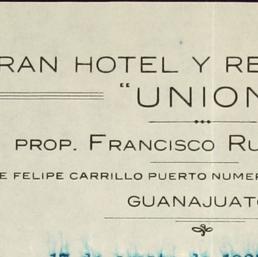 RAN HOTEL Y RE
"UNION
PROP. FRANCISCO RU
E FELIPE CARRILLO PUERTO NUMER
GUANAJUATO